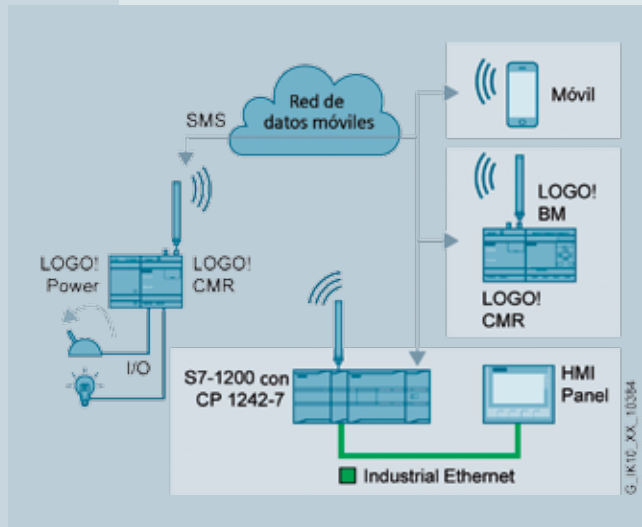 Red de
datos móviles
SMS
Móvil
LOGO!
BM
LOGO!
CMR
LOGO!
Power
LOGO!
CMR
I/O
S7-1200 con
CP 1242-7
HMI
Panel
Industrial Ethernet
G_IK10_XX_10364